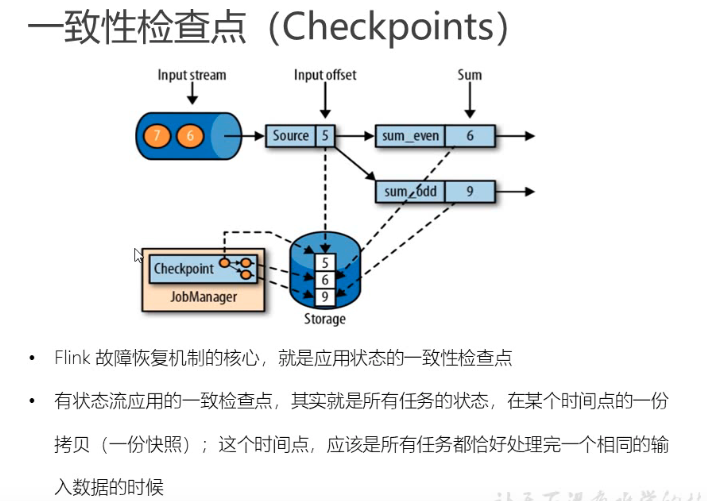 一致性检查点（Checkpoints）
Input stream
Input offset
Sum
7
6
Source
5
sum_even
6
sum_odd
9
Checkpoint
JobManager
5
6
9
Storage
• Flink 故障恢复机制的核心，就是应用状态的一致性检查点
• 有状态流应用的一致检查点，其实就是所有任务的状态，在某个时间点的一份
拷贝（一份快照）；这个时间点，应该是所有任务都恰好处理完一个相同的输
入数据的时候